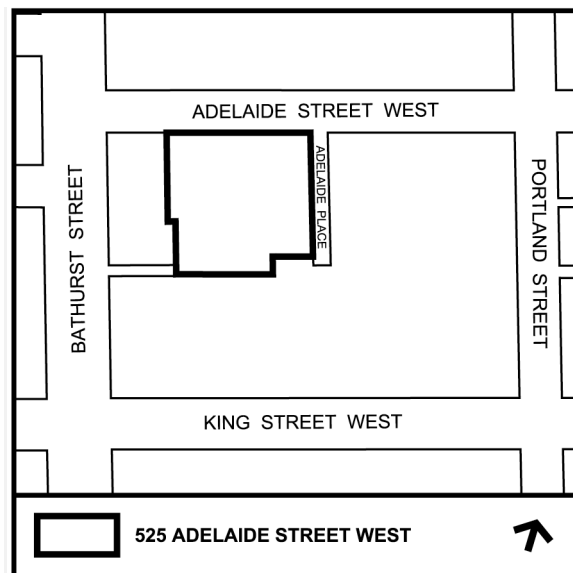 ADELAIDE STREET WEST
ADELAIDE PLACE
BATHURST STREET
PORTLAND STREET
KING STREET WEST
525 ADELAIDE STREET WEST